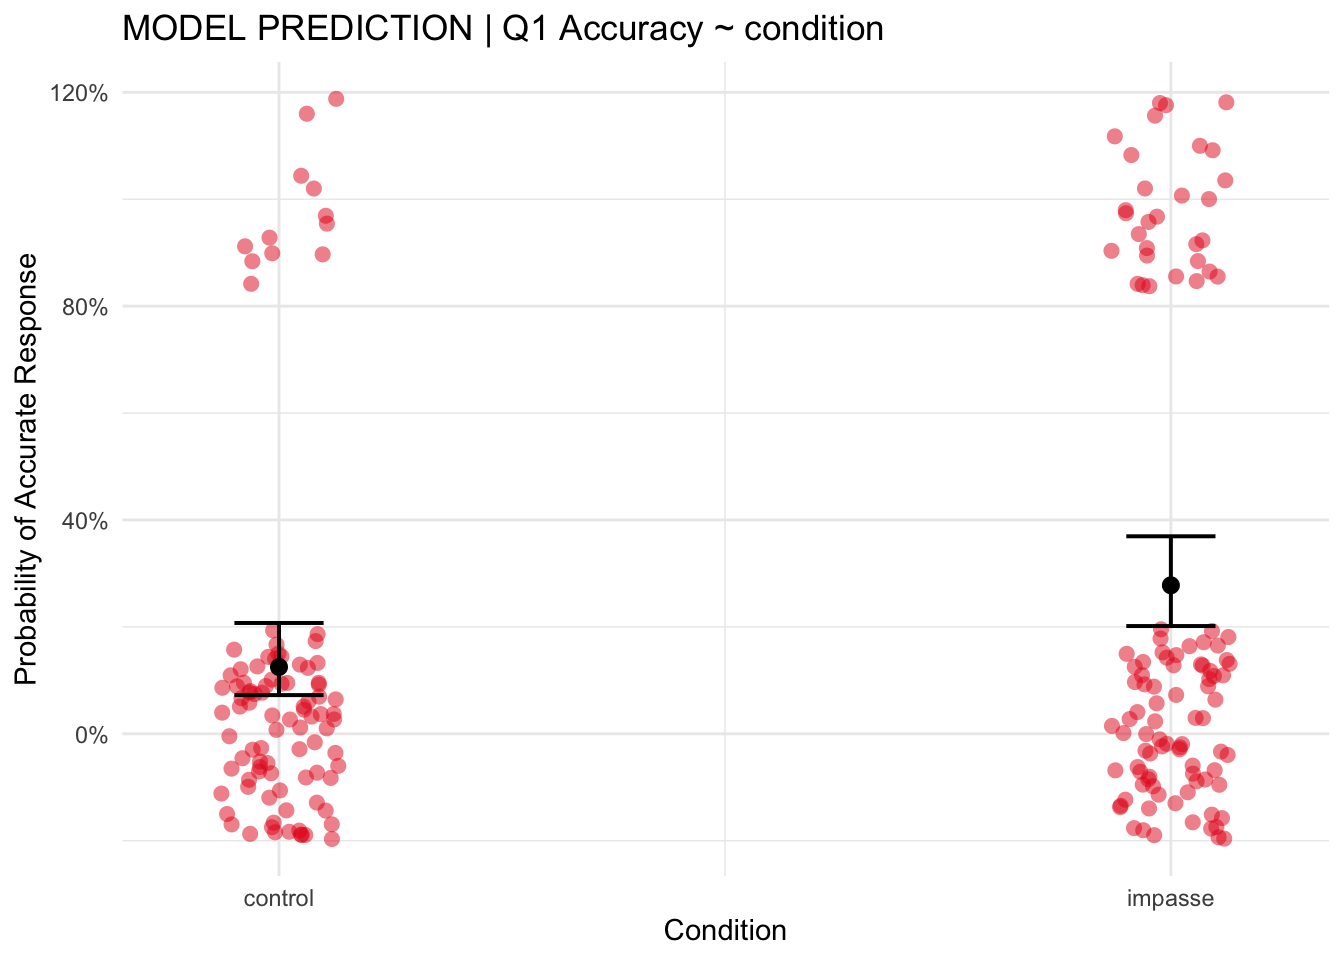 MODEL PREDICTION | Q1 Accuracy ~ condition
120%
80%
40%
0%
Probability of Accurate Response
control
impasse
Condition